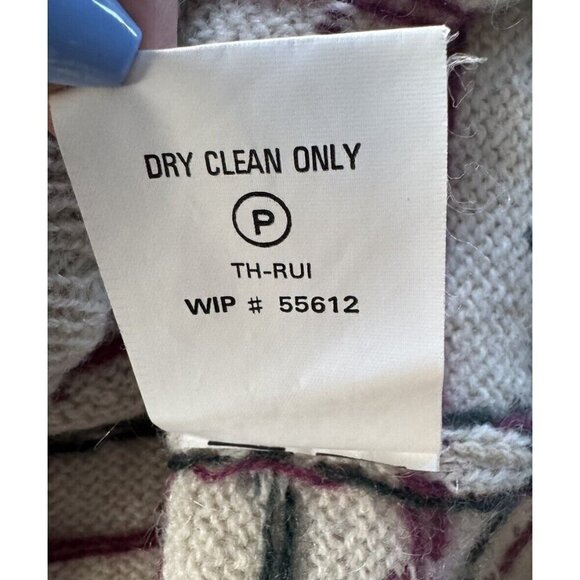 DRY CLEAN ONLY
P
TH-RUI
WIP # 55612